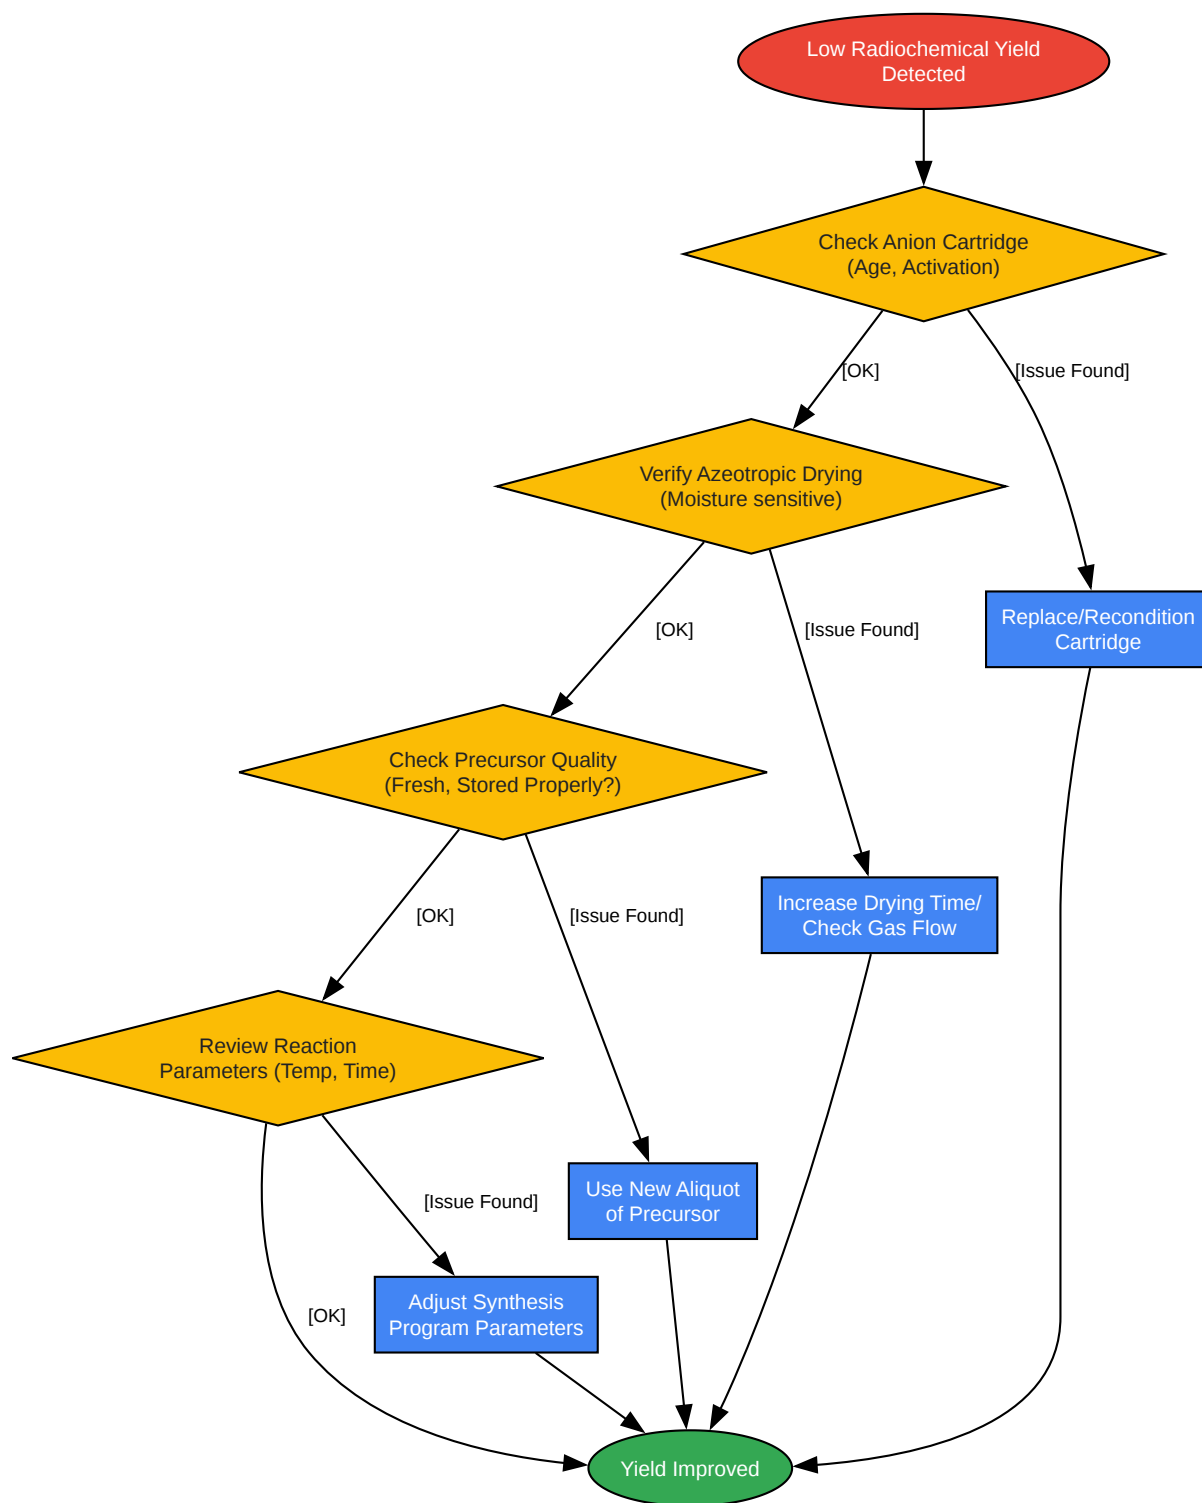 Low Radiochemical Yield
Detected
Check Anion Cartridge
(Age, Activation)
[OK]
[Issue Found]
Verify Azeotropic Drying
(Moisture sensitive)
Replace/Recondition
Cartridge
[OK]
[Issue Found]
Check Precursor Quality
(Fresh, Stored Properly?)
Increase Drying Time/
Check Gas Flow
[OK]
[Issue Found]
Review Reaction
Parameters (Temp, Time)
Use New Aliquot
of Precursor
[Issue Found]
[OK]
Adjust Synthesis
Program Parameters
Yield Improved